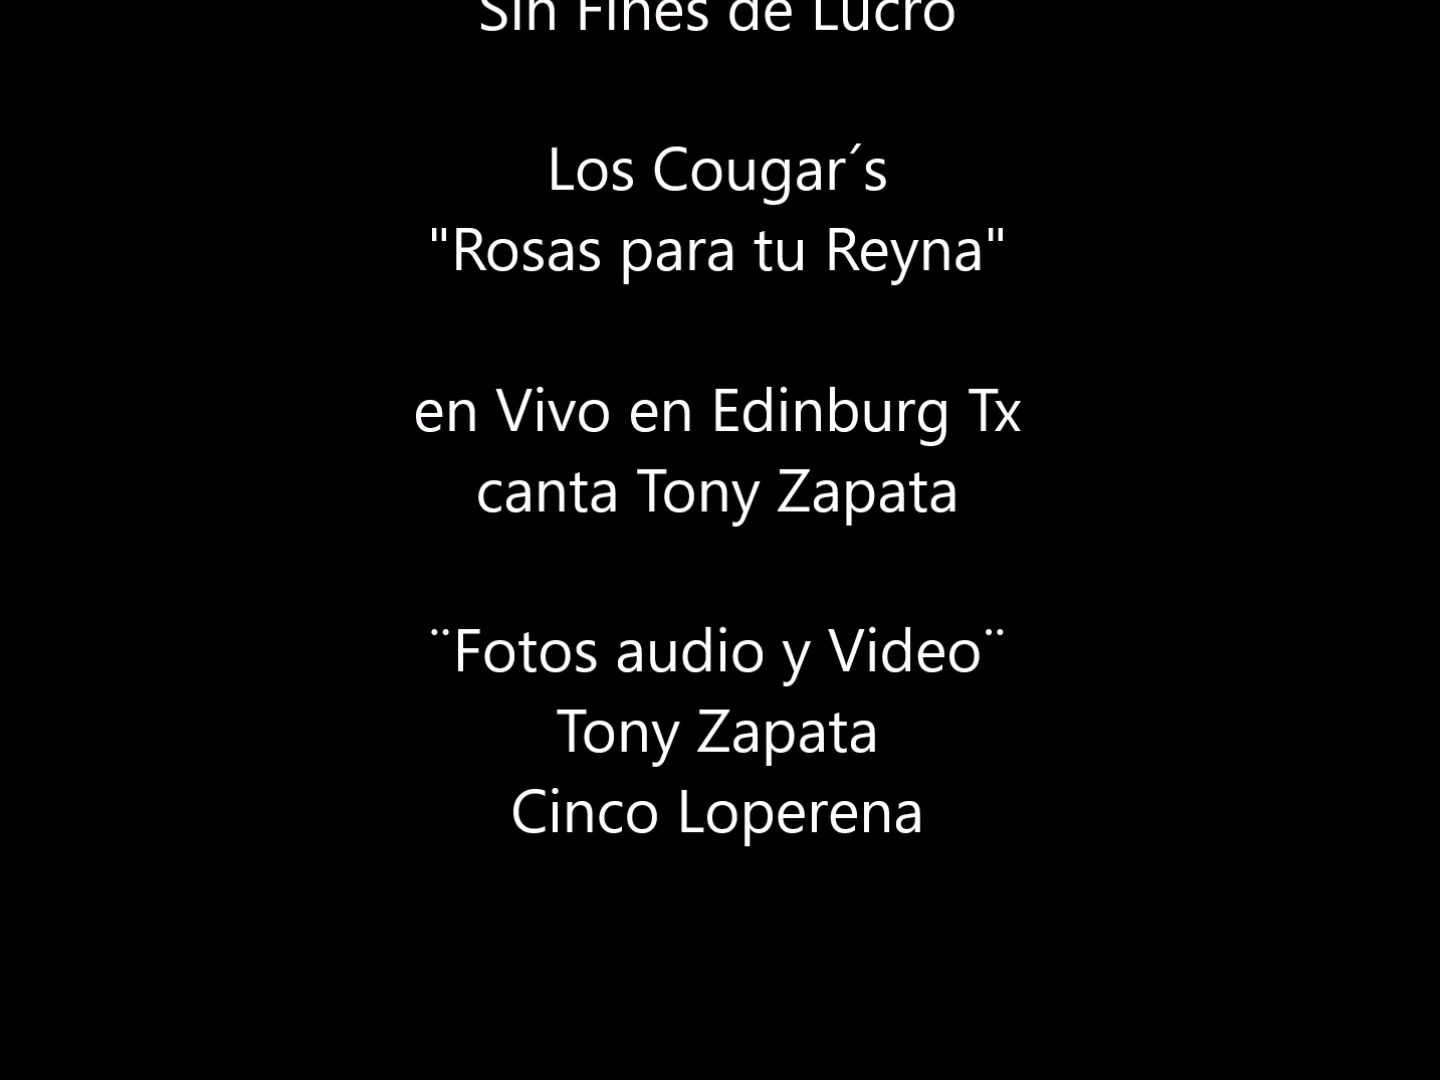 Sin Fines de Lucro
Los Cougar´s
"Rosas para tu Reyna"
en Vivo en Edinburg Tx
canta Tony Zapata
¨Fotos audio y Video¨
Tony Zapata
Cinco Loperena